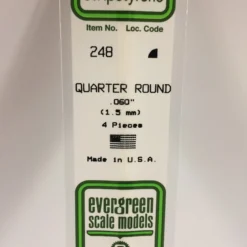 Item No. Loc. Code
248
QUARTER ROUND
.060"
(1.5 mm)
4 Pieces
Made in U.S.A.
evergreen
scale models